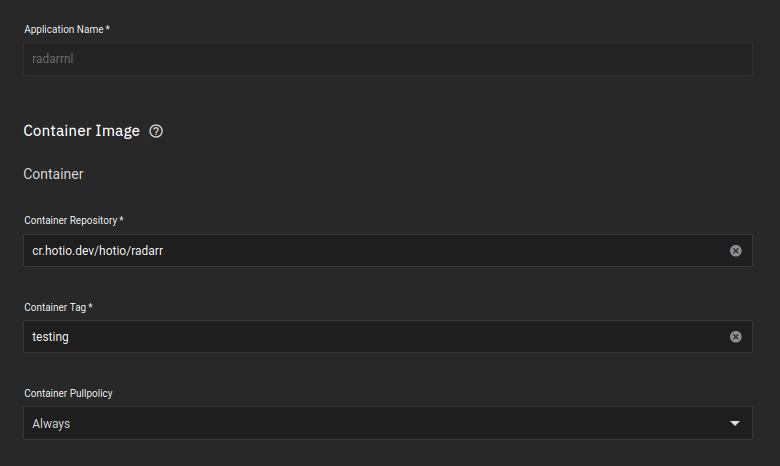 Application Name *
radarrnl
Container Image
Container
Container Repository *
cr.hotio.dev/hotio/radarr
Container Tag *
testing
Container Pullpolicy
Always